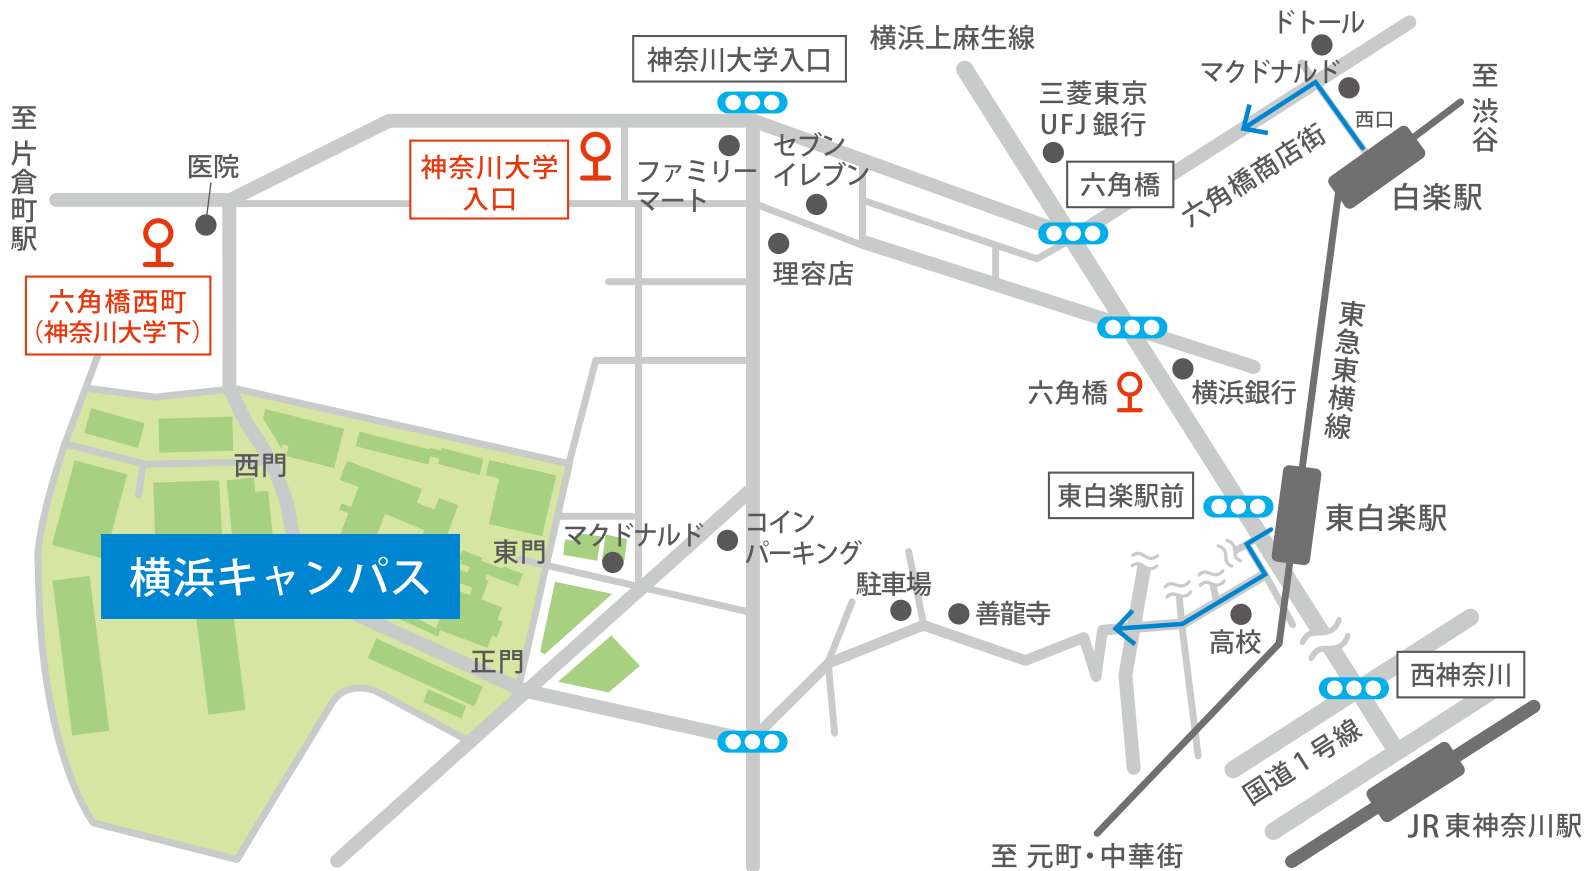 ドトール
横浜上麻生線
神奈川大学入口
マクドナルド
至 渋谷
三菱東京
UFJ 銀行
西口
至 片倉町駅
医院
神奈川大学
入口
ファミリー
マート
セブン
イレブン
六角橋
六角橋商店街
白楽駅
理容店
六角橋西町
（神奈川大学下）
東急東横線
六角橋
横浜銀行
西門
東白楽駅前
東白楽駅
東門
マクドナルド
コイン
パーキング
横浜キャンパス
駐車場
善龍寺
高校
正門
西神奈川
国道１号線
JR 東神奈川駅
至 元町・中華街